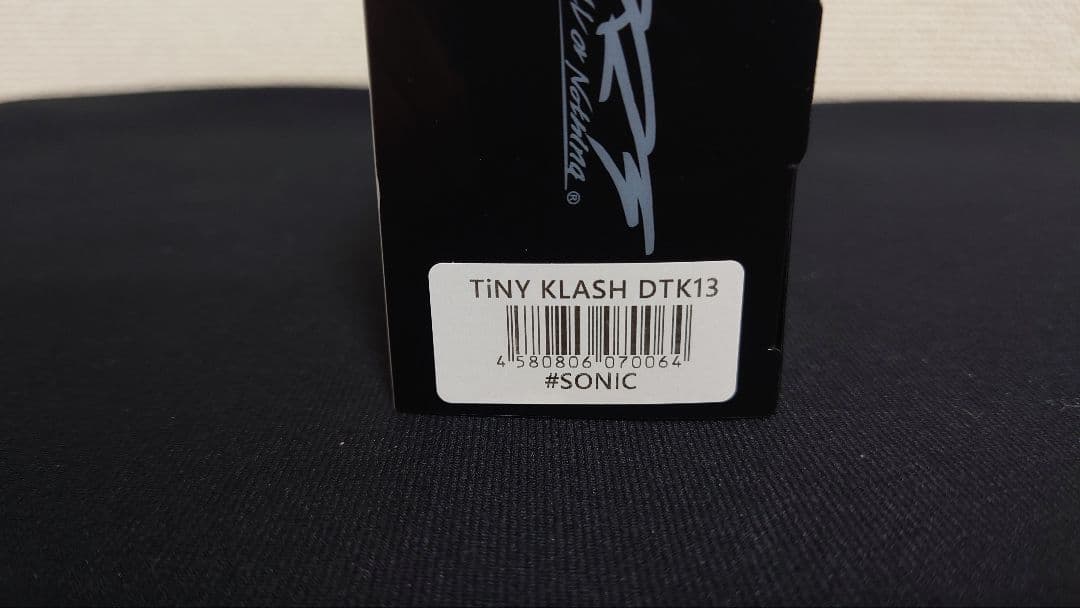 or Nothing®
TiNY KLASH DTK13
4 580806 070064
#SONIC